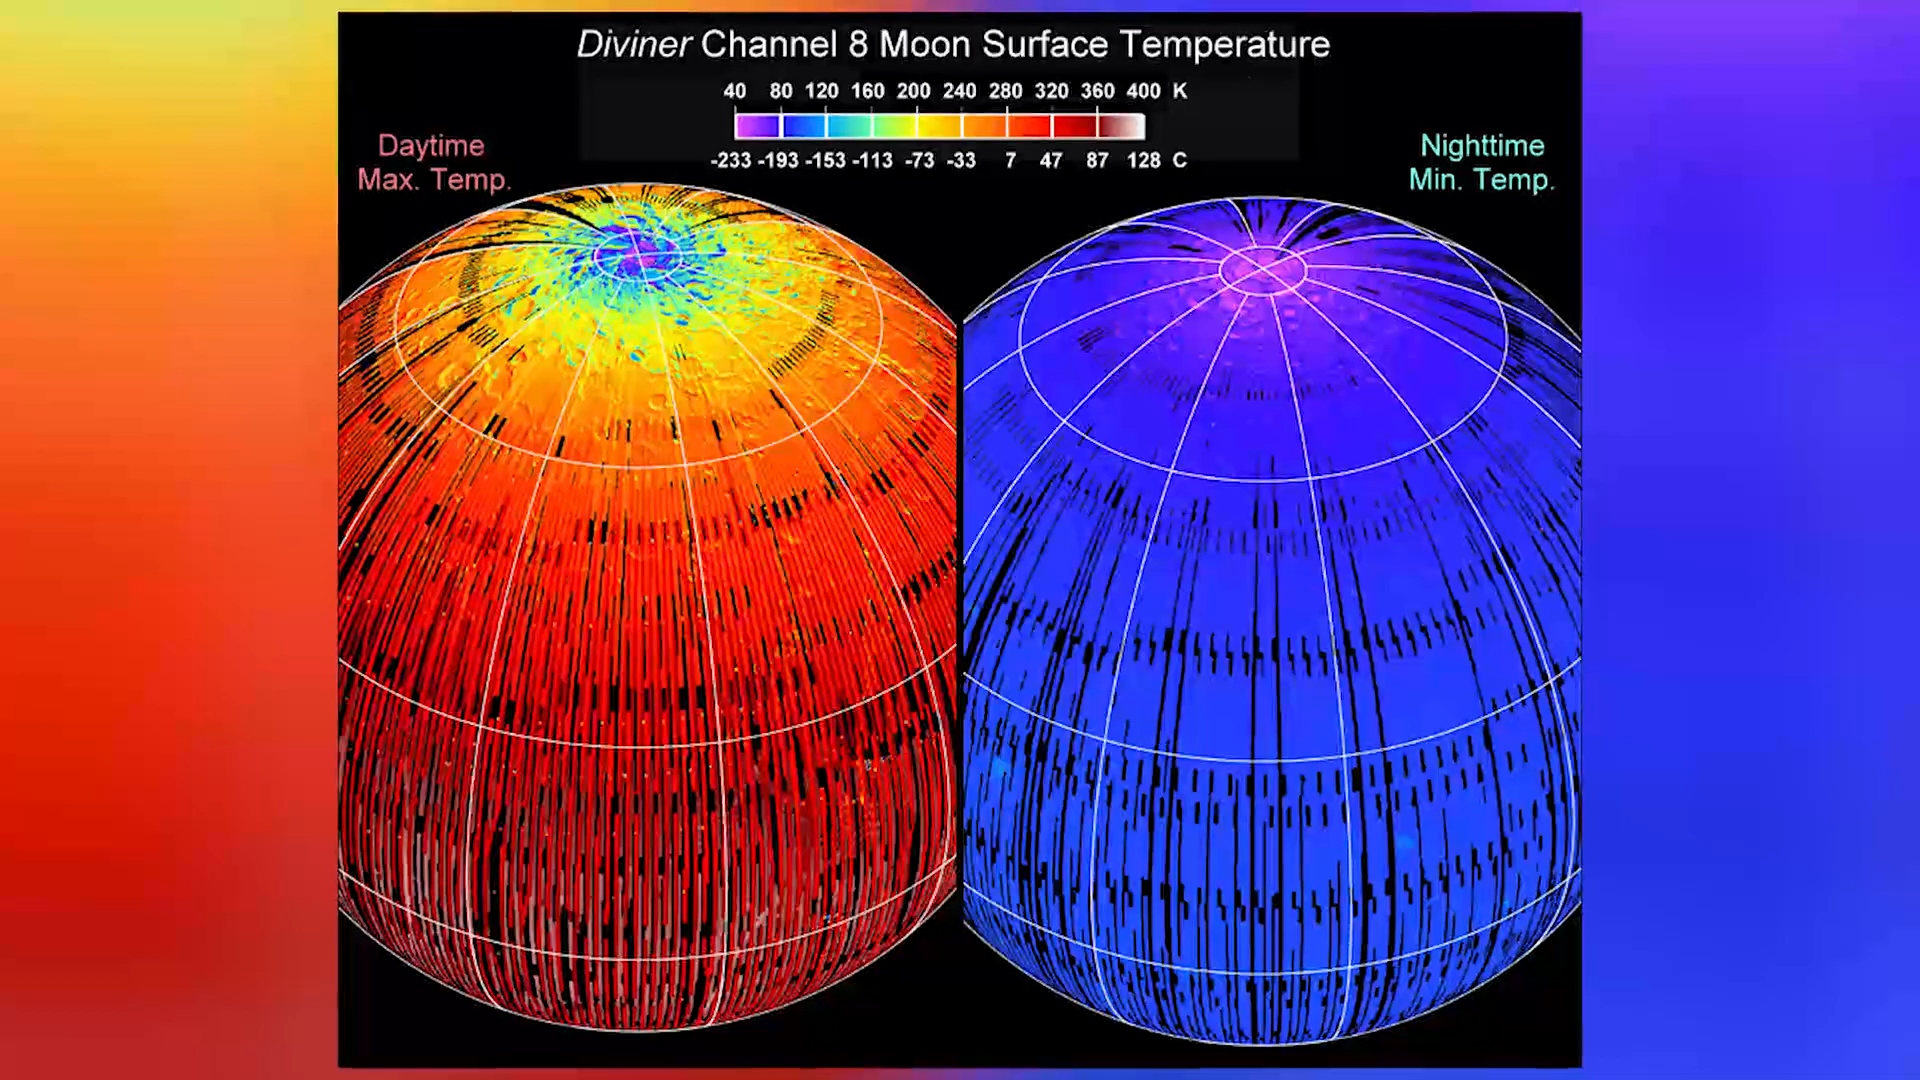 Diviner Channel 8 Moon Surface Temperature
40 80 120 160 200 240 280 320 360 400 K
-233 -193 -153 -113 -73 -33 7 47 87 128 C
Daytime
Max. Temp.
Nighttime
Min. Temp.